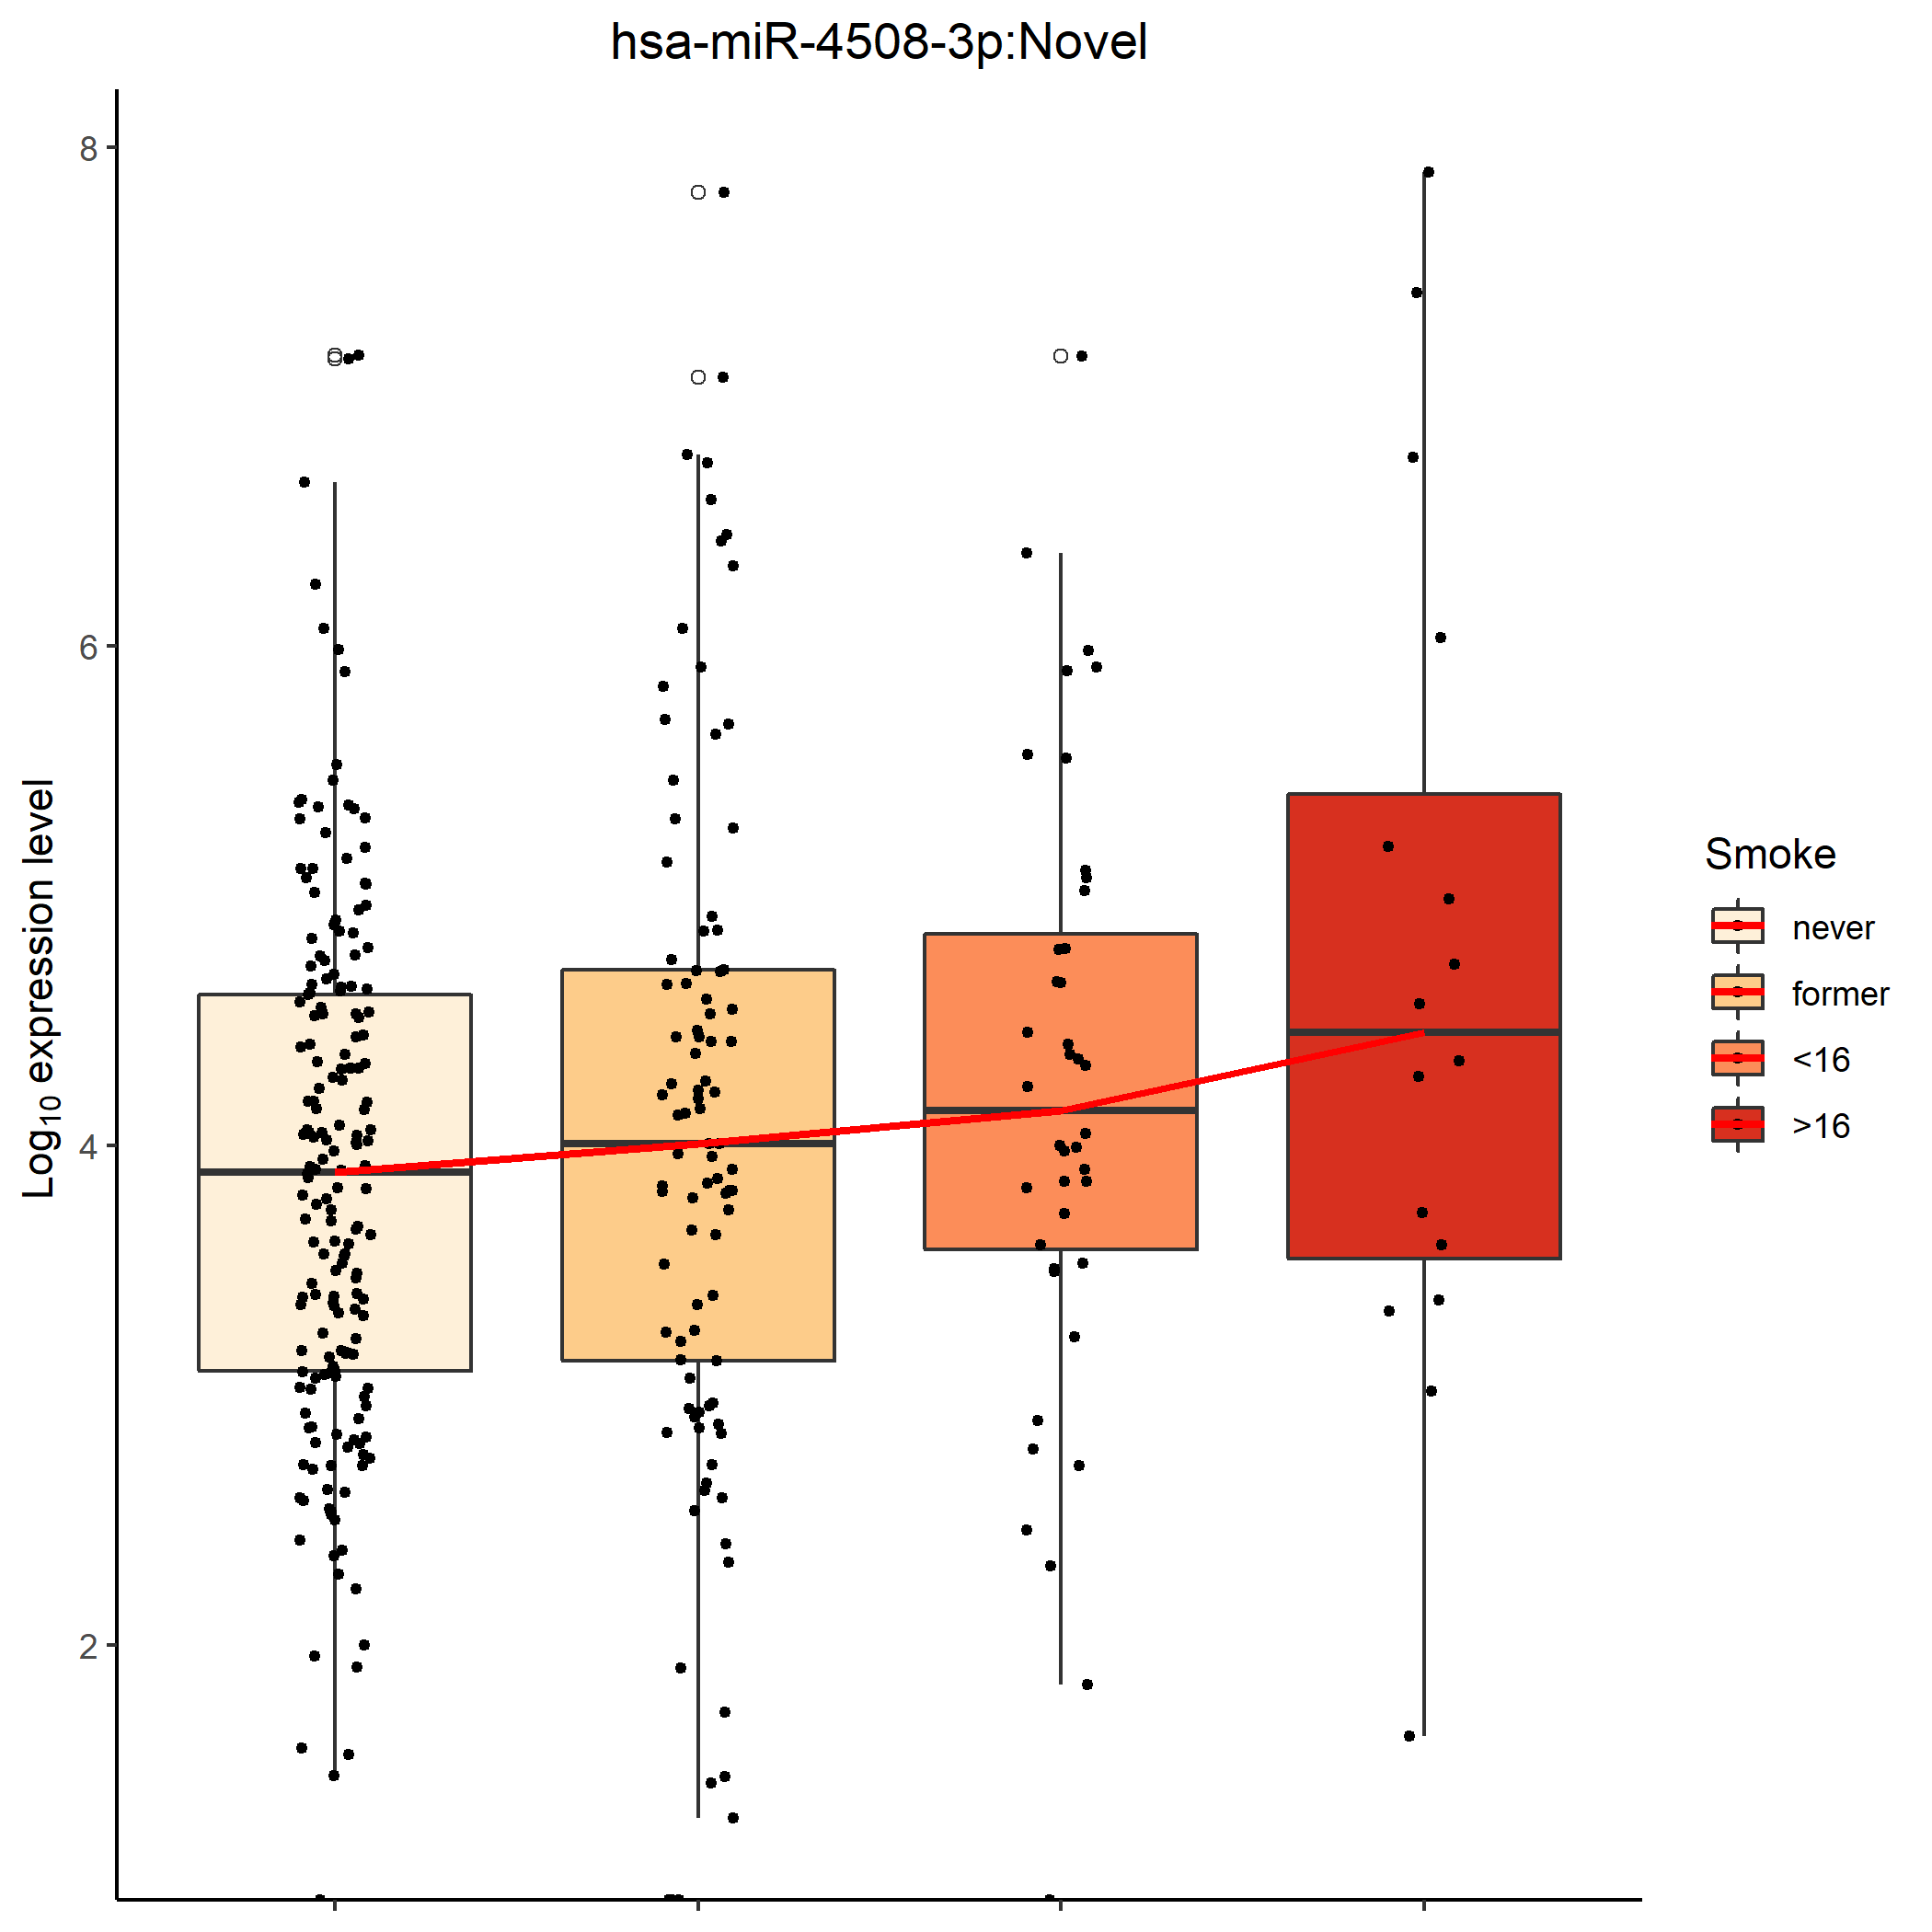 hsa-miR-4508-3p:Novel
8
6
4
2
Log10 expression level
Smoke
never
former
<16
>16